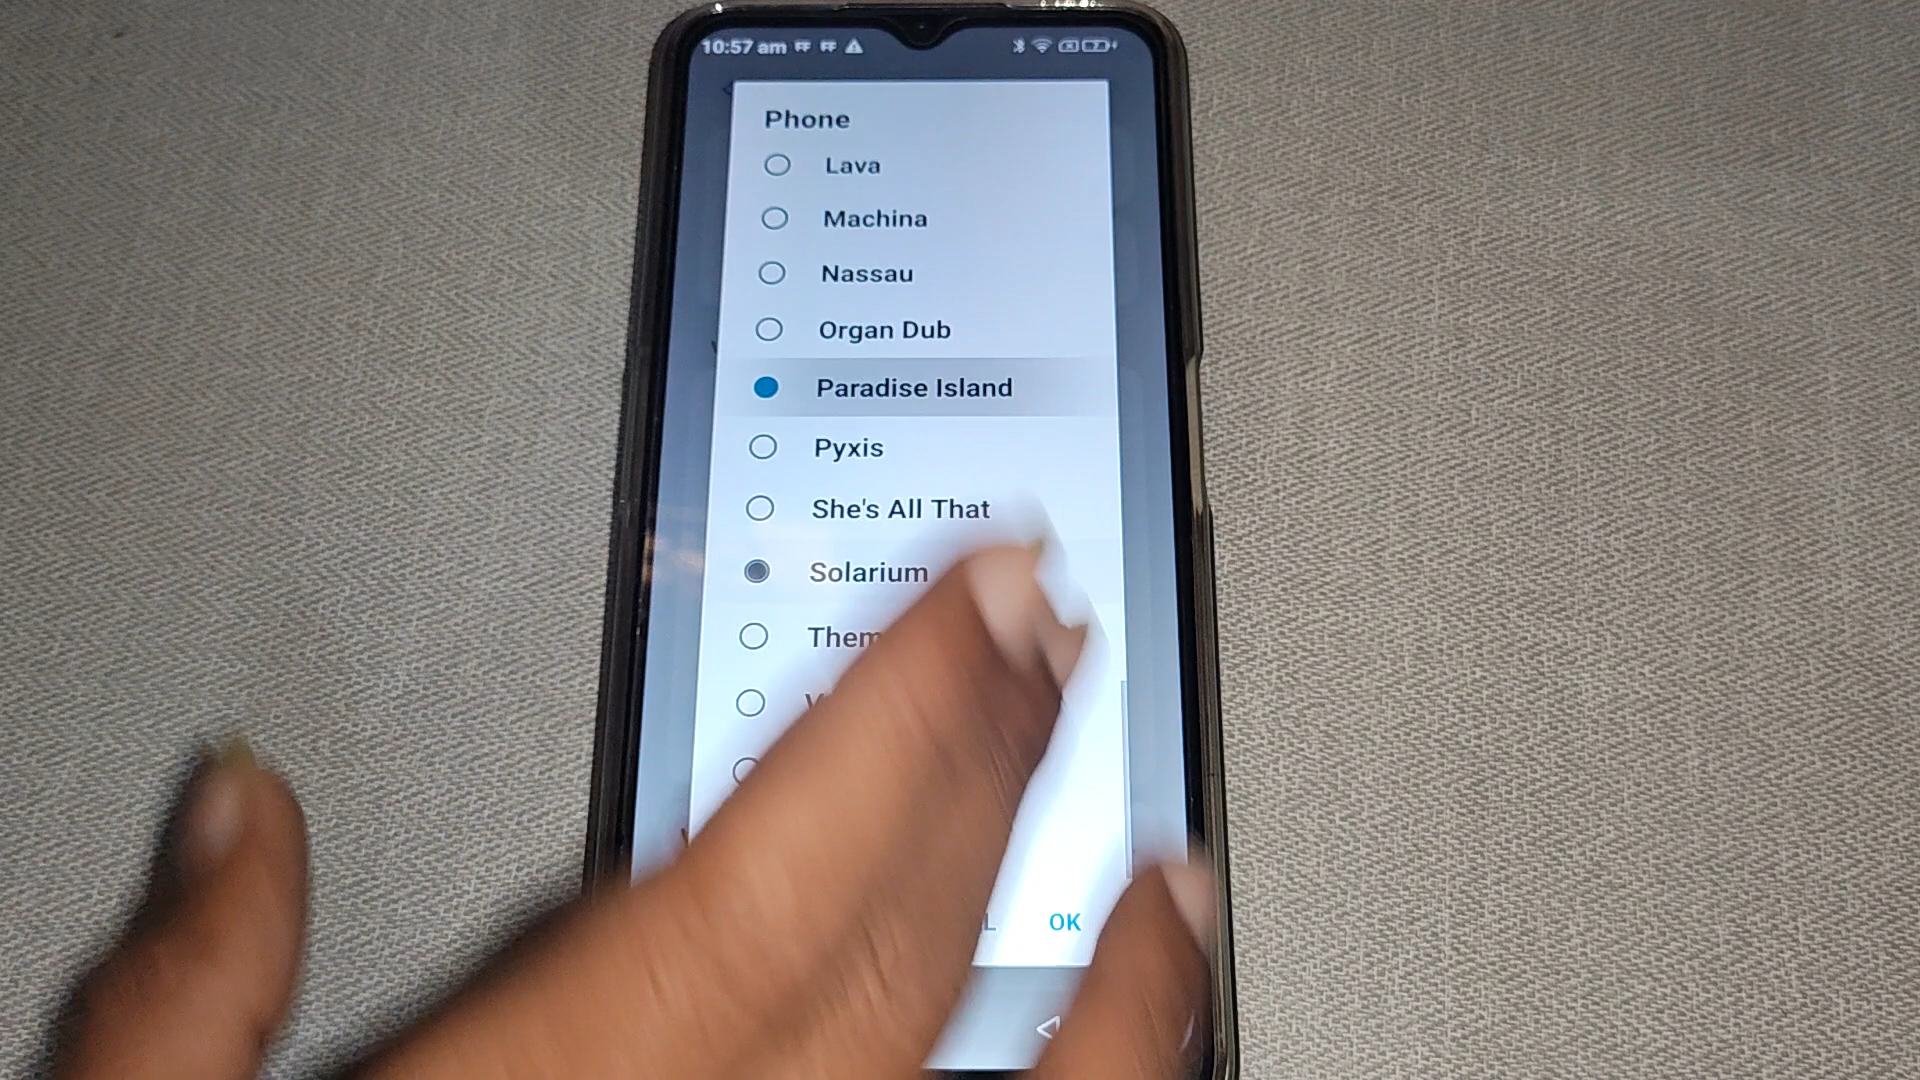 10:57 am
Phone
Lava
Machina
Nassau
Organ Dub
Paradise Island
Pyxis
She's All That
Solarium
OK